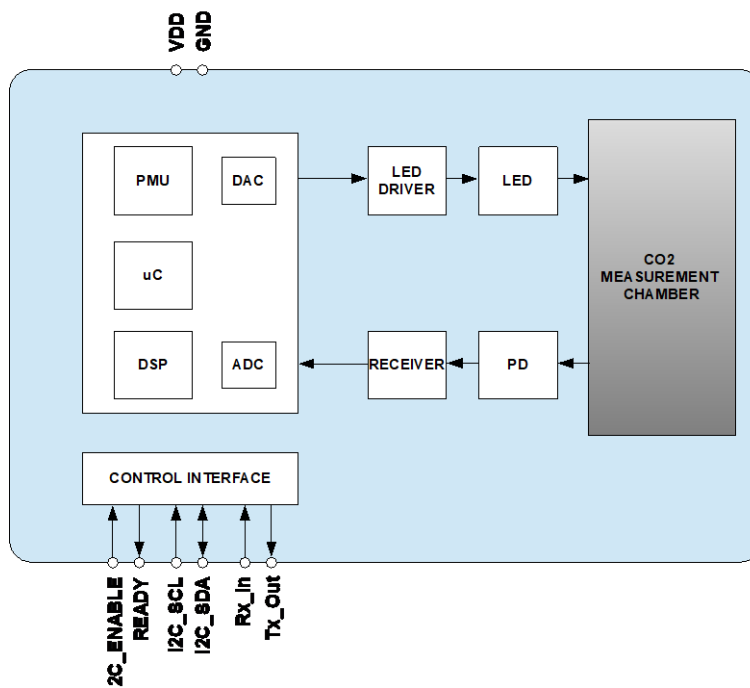 VDD
GND
PMU
DAC
LED
DRIVER
LED
uC
CO2
MEASUREMENT
CHAMBER
DSP
ADC
RECEIVER
PD
CONTROL INTERFACE
2C_ENABLE
READY
I2C_SCL
I2C_SDA
Rx_In
Tx_Out